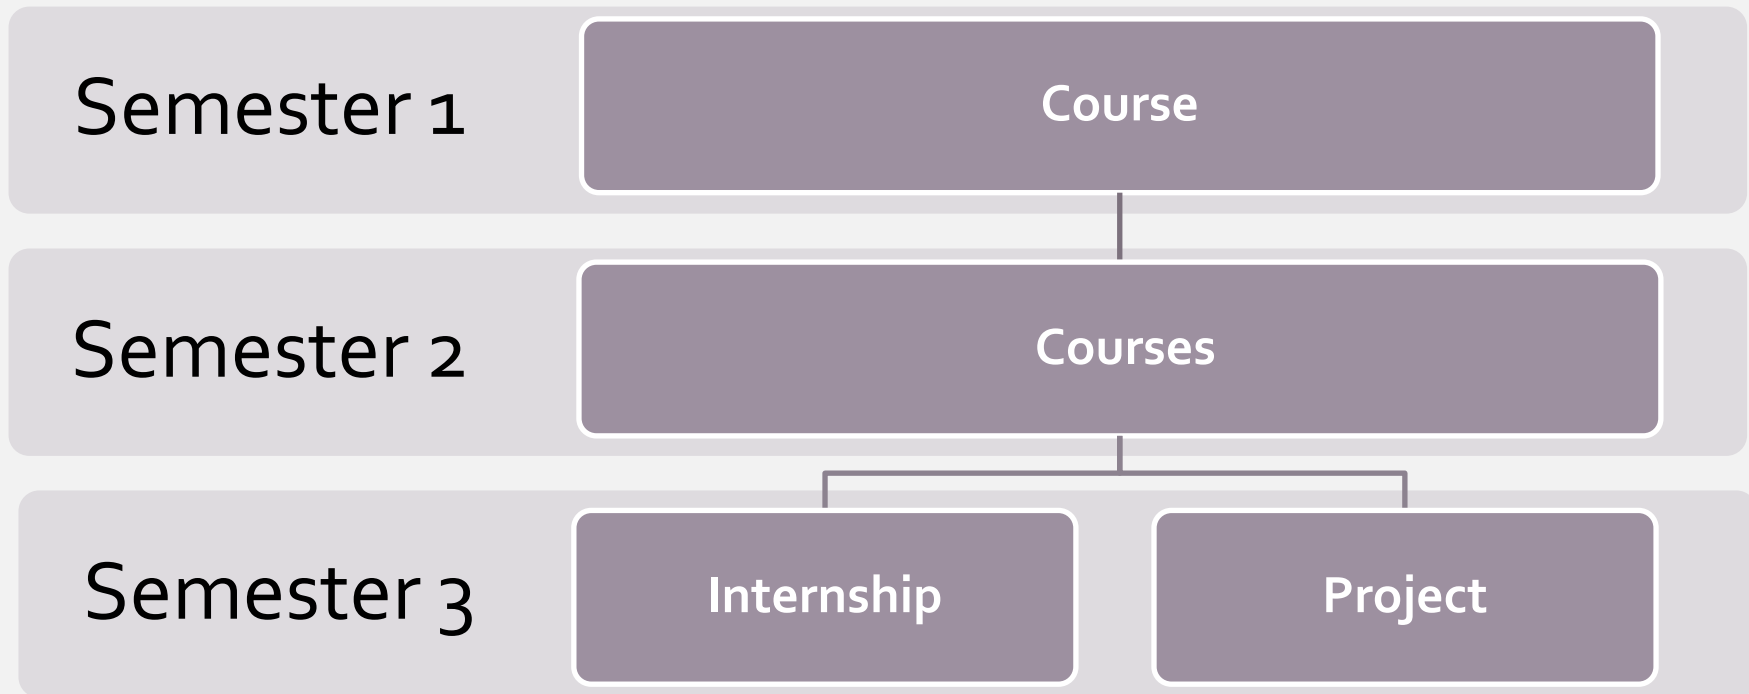 Semester 1
Course
Semester 2
Courses
Semester 3
Internship
Project